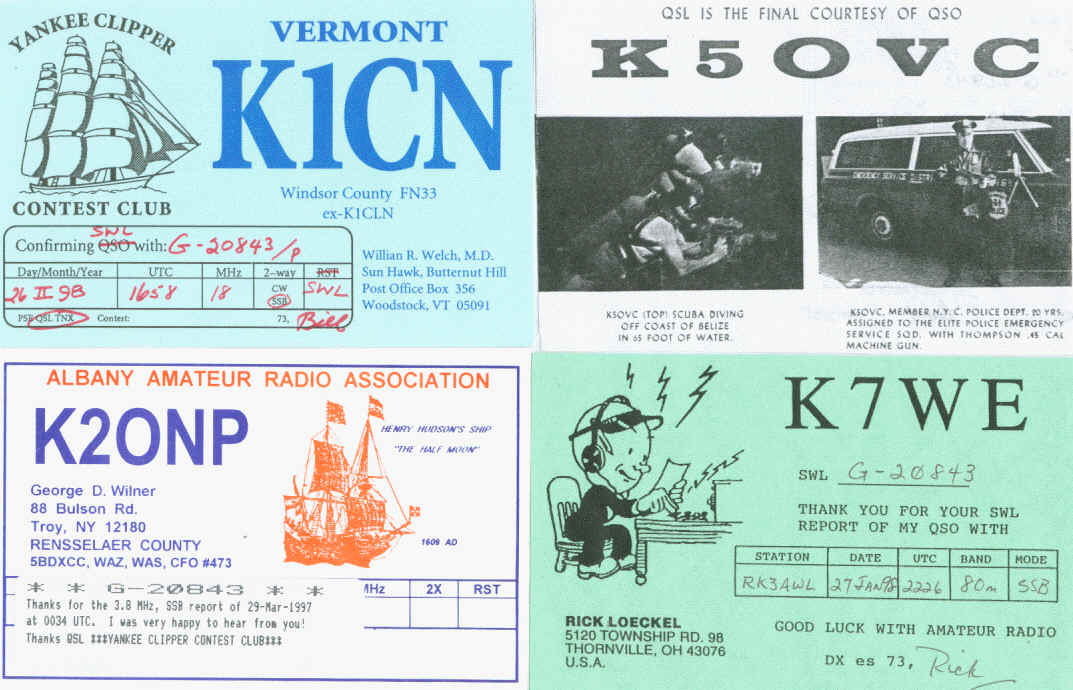 YANKEE CLIPPER
CONTEST CLUB
VERMONT
K1CN
Windsor County FN33
ex-K1CLN
Confirming QSO with: G-20843/P
SWL
Day/Month/Year UTC MHz 2-way RST
26 II 98 1658 18 CW SSB SWL
PSE QSL TNX Contest: 73, Bill
Willian R. Welch, M.D.
Sun Hawk, Butternut Hill
Post Office Box 356
Woodstock, VT 05091
QSL IS THE FINAL COURTESY OF QSO
K5OVC
EMERGENCY SERVICE
K5OVC (TOP) SCUBA DIVING
OFF COAST OF BELIZE
IN 65 FOOT OF WATER.
K5OVC, MEMBER N.Y.C. POLICE DEPT. 20 YRS.
ASSIGNED TO THE ELITE POLICE EMERGENCY
SERVICE SQD. WITH THOMPSON .45 CAL
MACHINE GUN.
ALBANY AMATEUR RADIO ASSOCIATION
K2ONP
HENRY HUDSON'S SHIP
"THE HALF MOON"
1609 AD
George D. Wilner
88 Bulson Rd.
Troy, NY 12180
RENSSELAER COUNTY
5BDXCC, WAZ, WAS, CFO #473
MHz 2X RST
* * G-20843 * *
Thanks for the 3.8 MHz, SSB report of 29-Mar-1997
at 0034 UTC. I was very happy to hear from you!
Thanks QSL ***YANKEE CLIPPER CONTEST CLUB***
K7WE
SWL G-20843
THANK YOU FOR YOUR SWL
REPORT OF MY QSO WITH
STATION DATE UTC BAND MODE
RK3AWL 27 JAN 98 2226 80m SSB
GOOD LUCK WITH AMATEUR RADIO
DX es 73, Rick
RICK LOECKEL
5120 TOWNSHIP RD. 98
THORNVILLE, OH 43076
U.S.A.